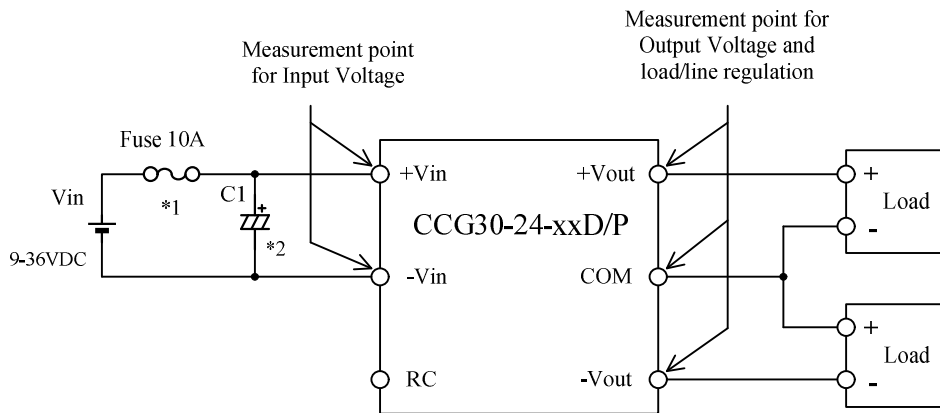 Measurement point for
Output Voltage and
load/line regulation
Measurement point
for Input Voltage
Fuse 10A
*1
C1
+
*2
Vin
9-36VDC
+Vin
-Vin
RC
CCG30-24-xxD/P
+Vout
COM
-Vout
+
Load
-
+
Load
-